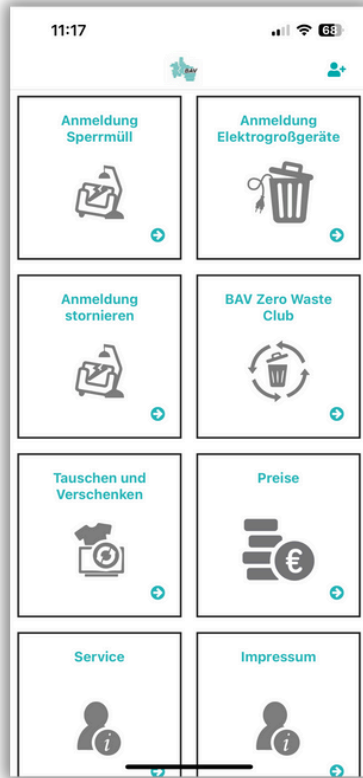 11:17
68
BAV
Anmeldung
Sperrmüll
Anmeldung
Elektrogroßgeräte
Anmeldung
stornieren
BAV Zero Waste
Club
Tauschen und
Verschenken
Preise
€
Service
Impressum
i
i